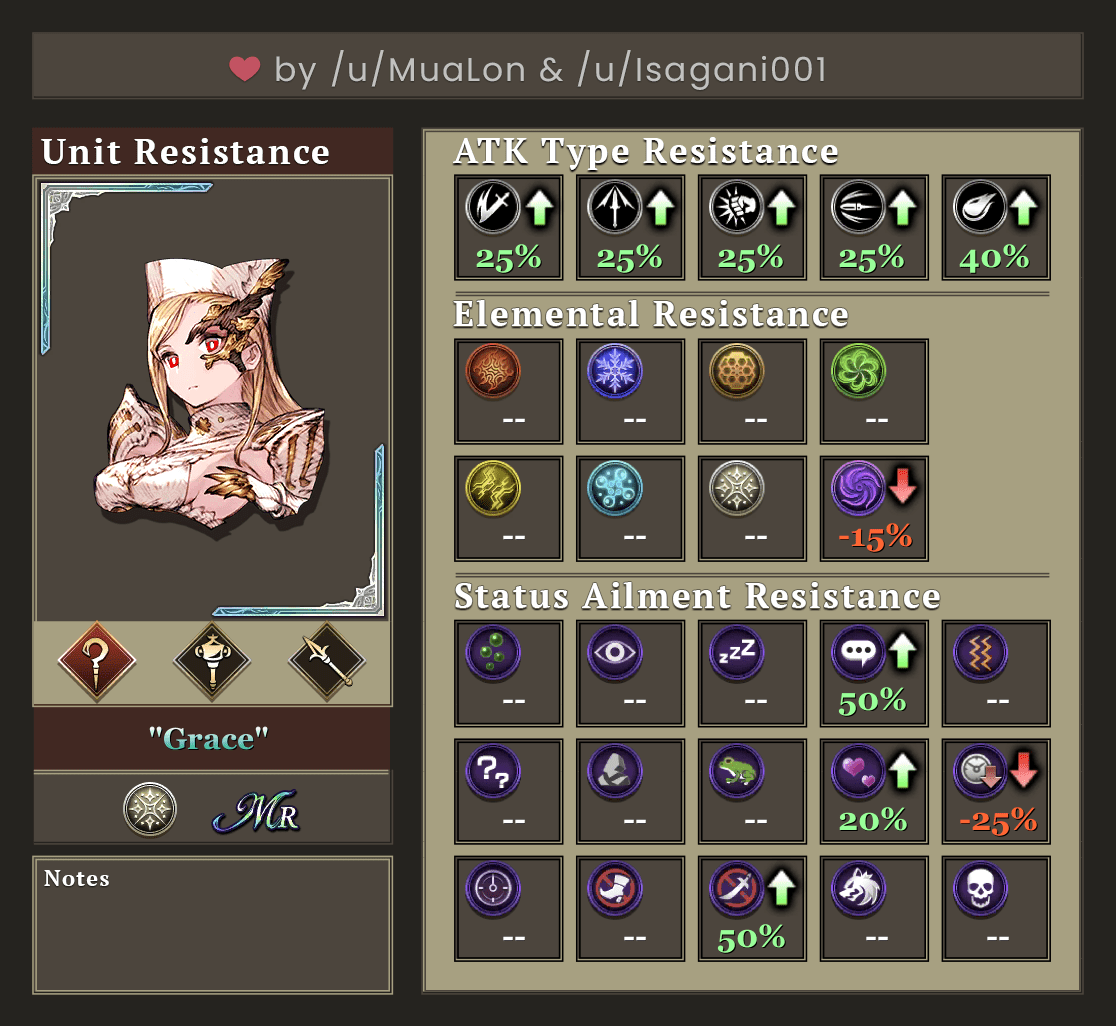 by /u/MuaLon & /u/Isagani001
Unit Resistance
"Grace"
MR
Notes
ATK Type Resistance
25% 25% 25% 25% 40%
Elemental Resistance
-- -- -- --
-- -- -- -15%
Status Ailment Resistance
zzZ
-- -- -- 50% --
??
-- -- -- 20% -25%
-- -- 50% -- --